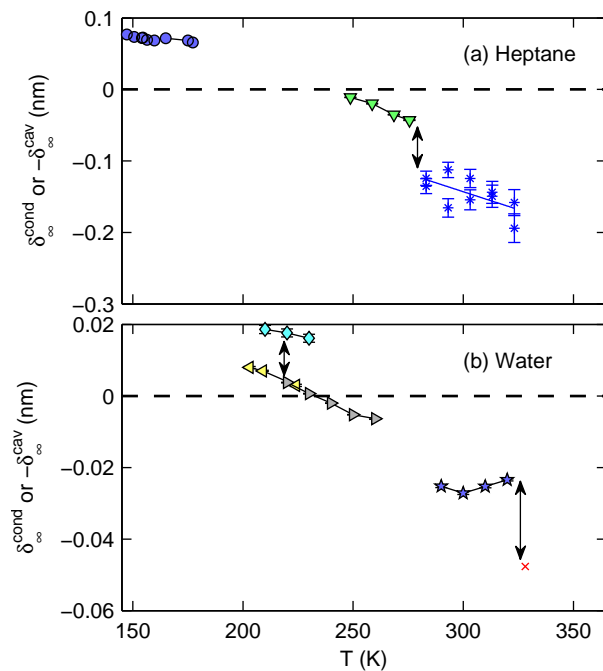 0.1
(a) Heptane
0
−0.1
−0.2
−0.3
δ∞^cond or −δ∞^cav (nm)
0.02
(b) Water
0
−0.02
−0.04
−0.06
δ∞^cond or −δ∞^cav (nm)
150 200 250 300 350
T (K)